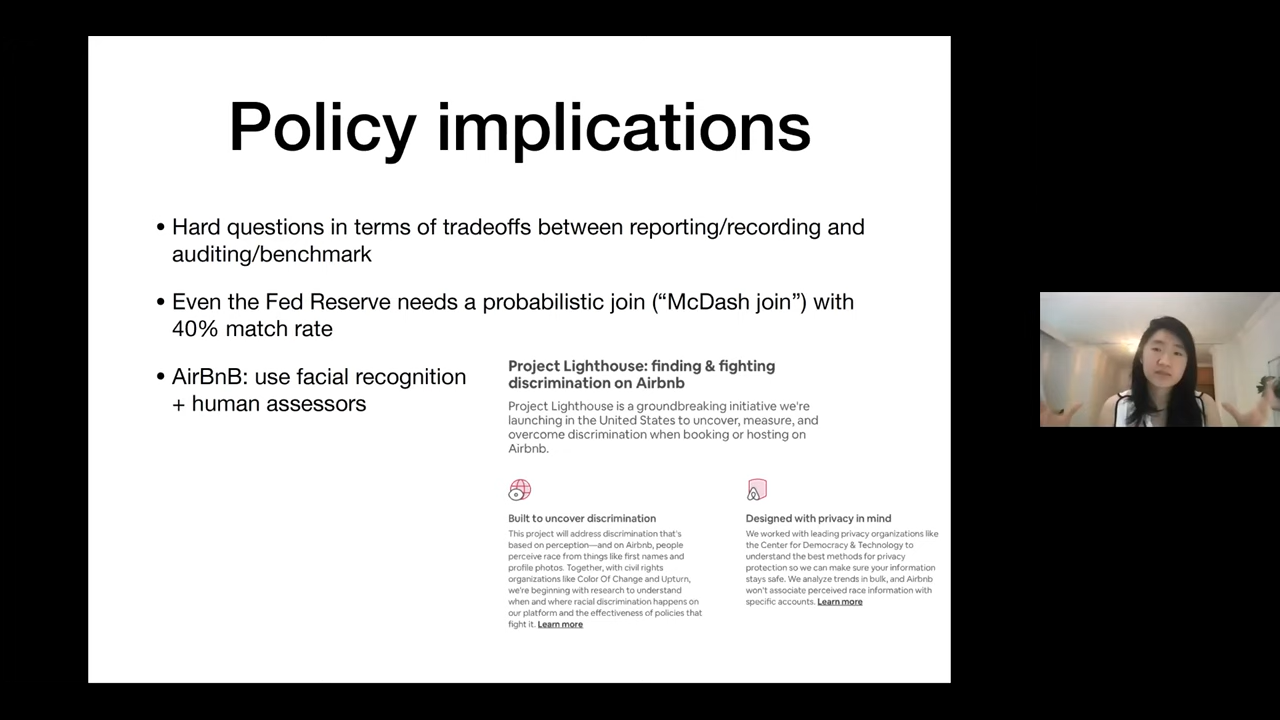 Policy implications
• Hard questions in terms of tradeoffs between reporting/recording and
auditing/benchmark
• Even the Fed Reserve needs a probabilistic join (“McDash join”) with
40% match rate
• AirBnB: use facial recognition
+ human assessors
Project Lighthouse: finding & fighting
discrimination on Airbnb
Project Lighthouse is a groundbreaking initiative we're
launching in the United States to uncover, measure, and
overcome discrimination when booking or hosting on
Airbnb.
Built to uncover discrimination
This project will address discrimination that's
based on perception—and on Airbnb, people
perceive race from things like first names and
profile photos. Together, with civil rights
organizations like Color Of Change and Upturn,
we're beginning with research to understand
when and where racial discrimination happens on
our platform and the effectiveness of policies that
fight it. Learn more
Designed with privacy in mind
We worked with leading privacy organizations like
the Center for Democracy & Technology to
understand the best methods for privacy
protection so we can make sure your information
stays safe. We analyze trends in bulk, and Airbnb
won't associate perceived race information with
specific accounts. Learn more